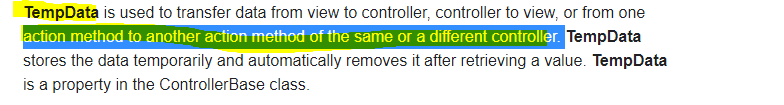 TempData is used to transfer data from view to controller, controller to view, or from one
action method to another action method of the same or a different controller. TempData
stores the data temporarily and automatically removes it after retrieving a value. TempData
is a property in the ControllerBase class.